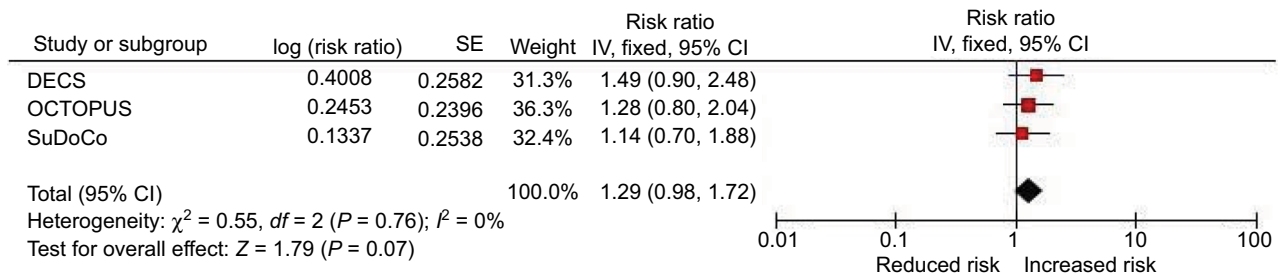 Risk ratio Risk ratio
Study or subgroup log (risk ratio) SE Weight IV, fixed, 95% CI IV, fixed, 95% CI
DECS 0.4008 0.2582 31.3% 1.49 (0.90, 2.48)
OCTOPUS 0.2453 0.2396 36.3% 1.28 (0.80, 2.04)
SuDoCo 0.1337 0.2538 32.4% 1.14 (0.70, 1.88)
Total (95% CI) 100.0% 1.29 (0.98, 1.72)
Heterogeneity: χ² = 0.55, df = 2 (P = 0.76); I² = 0%
Test for overall effect: Z = 1.79 (P = 0.07)
0.01 0.1 1 10 100
Reduced risk Increased risk